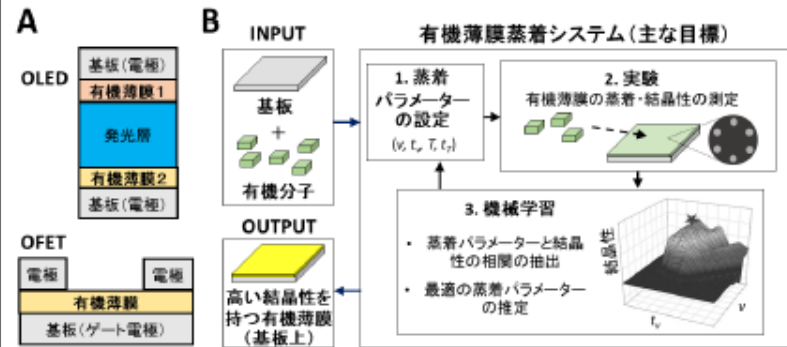 A
OLED
基板(電極)
有機薄膜1
発光層
有機薄膜2
基板(電極)
OFET
電極
電極
有機薄膜
基板(ゲート電極)
B
INPUT
基板
+
有機分子
OUTPUT
高い結晶性を
持つ有機薄膜
(基板上)
有機薄膜蒸着システム(主な目標)
1. 蒸着
パラメーター
の設定
(v, tᵥ, T, t_T)
2. 実験
有機薄膜の蒸着・結晶性の測定
3. 機械学習
• 蒸着パラメーターと結晶
性の相関の抽出
• 最適の蒸着パラメーター
の推定
結晶性
tᵥ
v